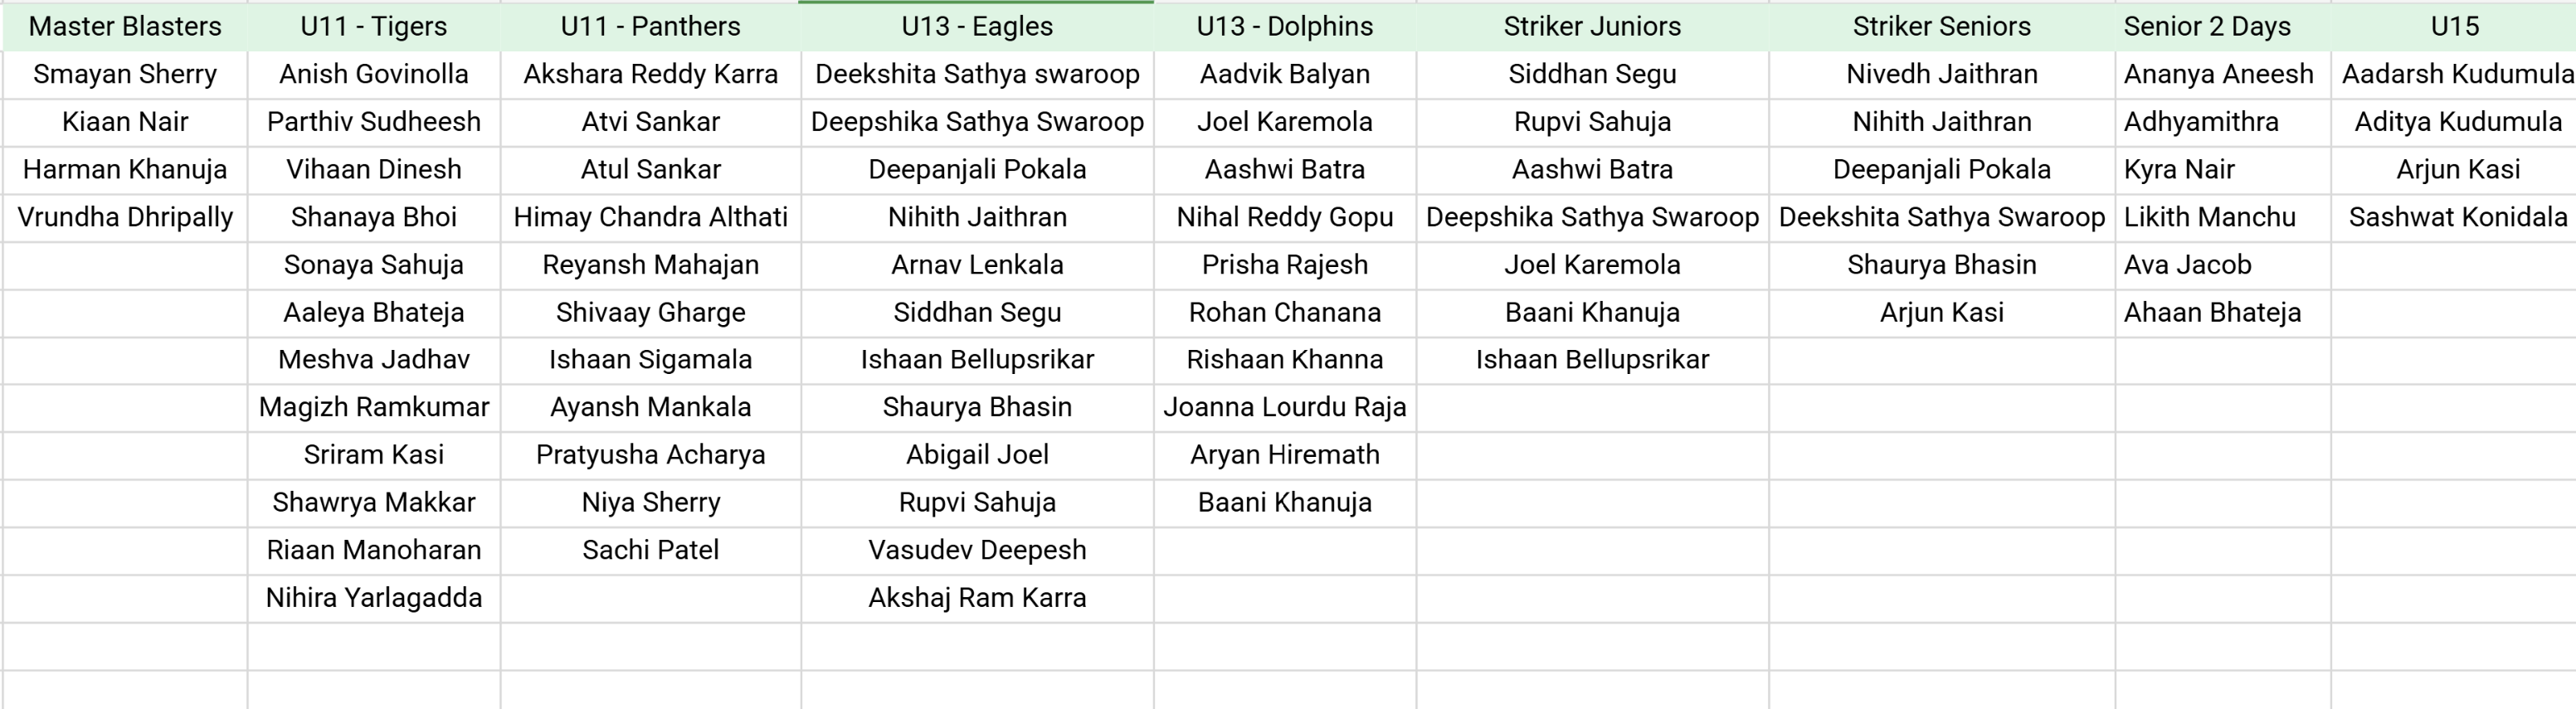 Master Blasters U11 - Tigers U11 - Panthers U13 - Eagles U13 - Dolphins Striker Juniors Striker Seniors Senior 2 Days U15
Smayan Sherry Anish Govinolla Akshara Reddy Karra Deekshita Sathya swaroop Aadvik Balyan Siddhan Segu Nivedh Jaithran Ananya Aneesh Aadarsh Kudumula
Kiaan Nair Parthiv Sudheesh Atvi Sankar Deepshika Sathya Swaroop Joel Karemola Rupvi Sahuja Nihith Jaithran Adhyamithra Aditya Kudumula
Harman Khanuja Vihaan Dinesh Atul Sankar Deepanjali Pokala Aashwi Batra Aashwi Batra Deepanjali Pokala Kyra Nair Arjun Kasi
Vrundha Dhripally Shanaya Bhoi Himay Chandra Althati Nihith Jaithran Nihal Reddy Gopu Deepshika Sathya Swaroop Deekshita Sathya Swaroop Likith Manchu Sashwat Konidala
Sonaya Sahuja Reyansh Mahajan Arnav Lenkala Prisha Rajesh Joel Karemola Shaurya Bhasin Ava Jacob
Aaleya Bhateja Shivaay Gharge Siddhan Segu Rohan Chanana Baani Khanuja Arjun Kasi Ahaan Bhateja
Meshva Jadhav Ishaan Sigamala Ishaan Bellupsrikar Rishaan Khanna Ishaan Bellupsrikar
Magizh Ramkumar Ayansh Mankala Shaurya Bhasin Joanna Lourdu Raja
Sriram Kasi Pratyusha Acharya Abigail Joel Aryan Hiremath
Shawrya Makkar Niya Sherry Rupvi Sahuja Baani Khanuja
Riaan Manoharan Sachi Patel Vasudev Deepesh
Nihira Yarlagadda Akshaj Ram Karra